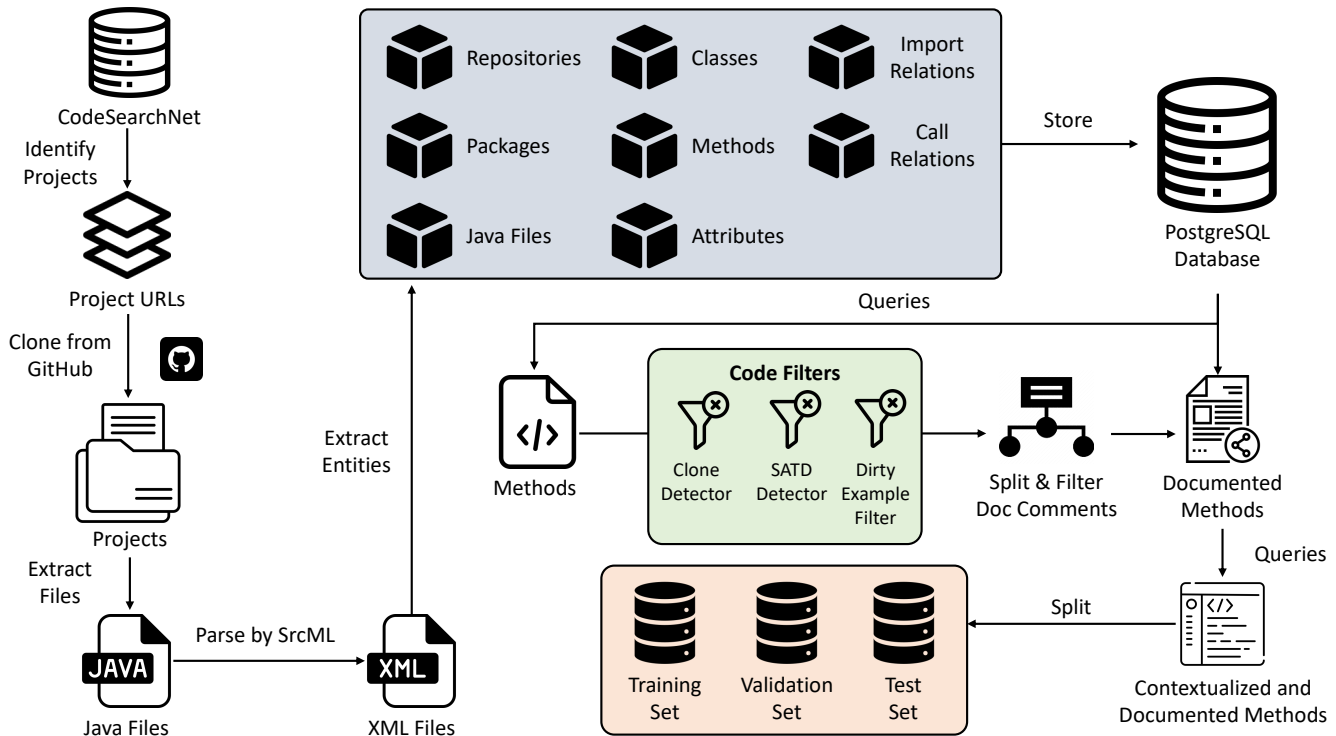 CodeSearchNet
Identify
Projects
Project URLs
Clone from
GitHub
Projects
Extract
Files
JAVA
Java Files
Parse by SrcML
XML
XML Files
Extract
Entities
Repositories
Classes
Import
Relations
Packages
Methods
Call
Relations
Java Files
Attributes
Store
PostgreSQL
Database
Queries
</>
Methods
Code Filters
Clone
Detector
SATD
Detector
Dirty
Example
Filter
Split & Filter
Doc Comments
Documented
Methods
Queries
</>
Contextualized and
Documented Methods
Split
Training
Set
Validation
Set
Test
Set